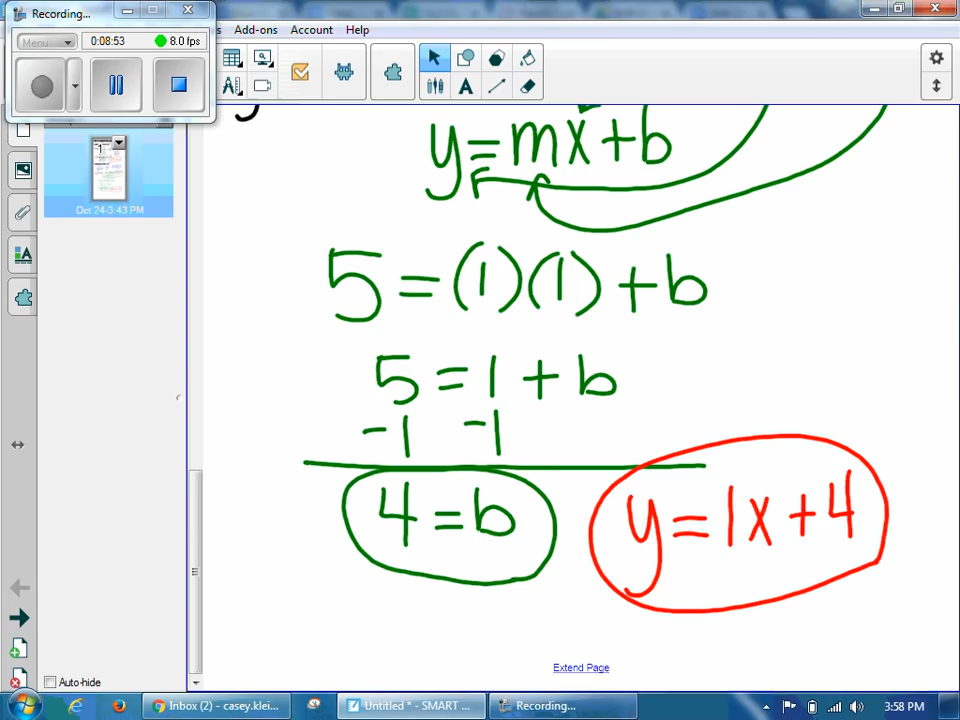 Recording...
Menu
0:08:53
8.0 fps
Add-ons Account Help
1
Oct 24-3:43 PM
y=mx+b
5=(1)(1)+b
5=1+b
-1 -1
4=b
y=1x+4
Extend Page
Auto-hide
Inbox (2) - casey.klei...
Untitled * - SMART ...
Recording...
3:58 PM